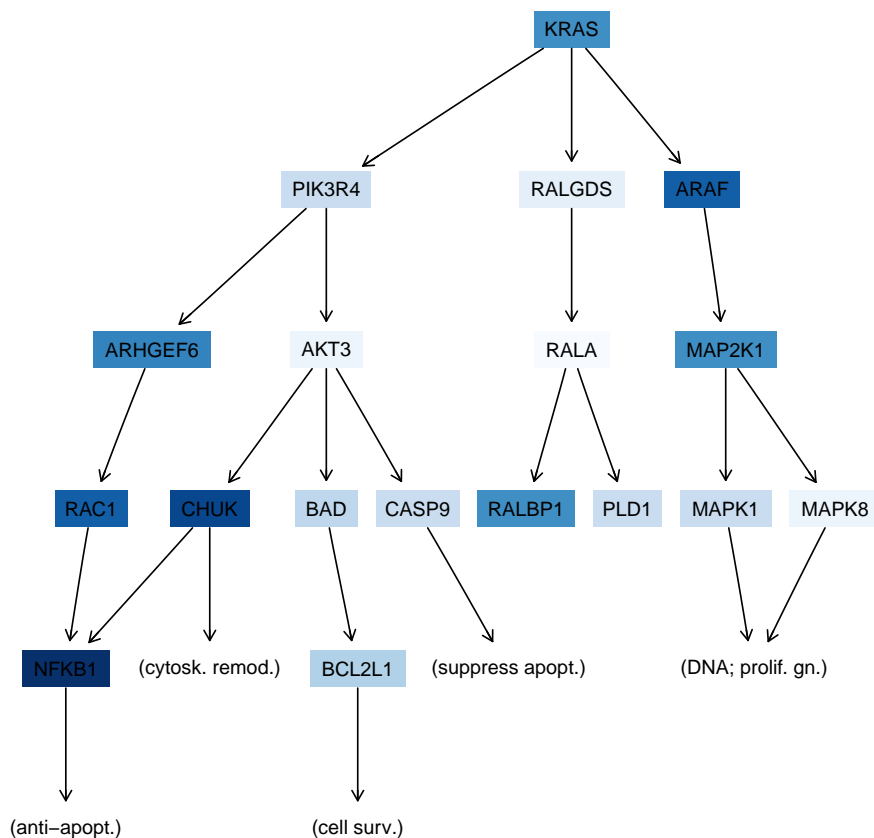 KRAS
PIK3R4
RALGDS
ARAF
ARHGEF6
AKT3
RALA
MAP2K1
RAC1
CHUK
BAD
CASP9
RALBP1
PLD1
MAPK1
MAPK8
NFKB1
(cytosk. remod.)
BCL2L1
(suppress apopt.)
(DNA; prolif. gn.)
(anti−apopt.)
(cell surv.)